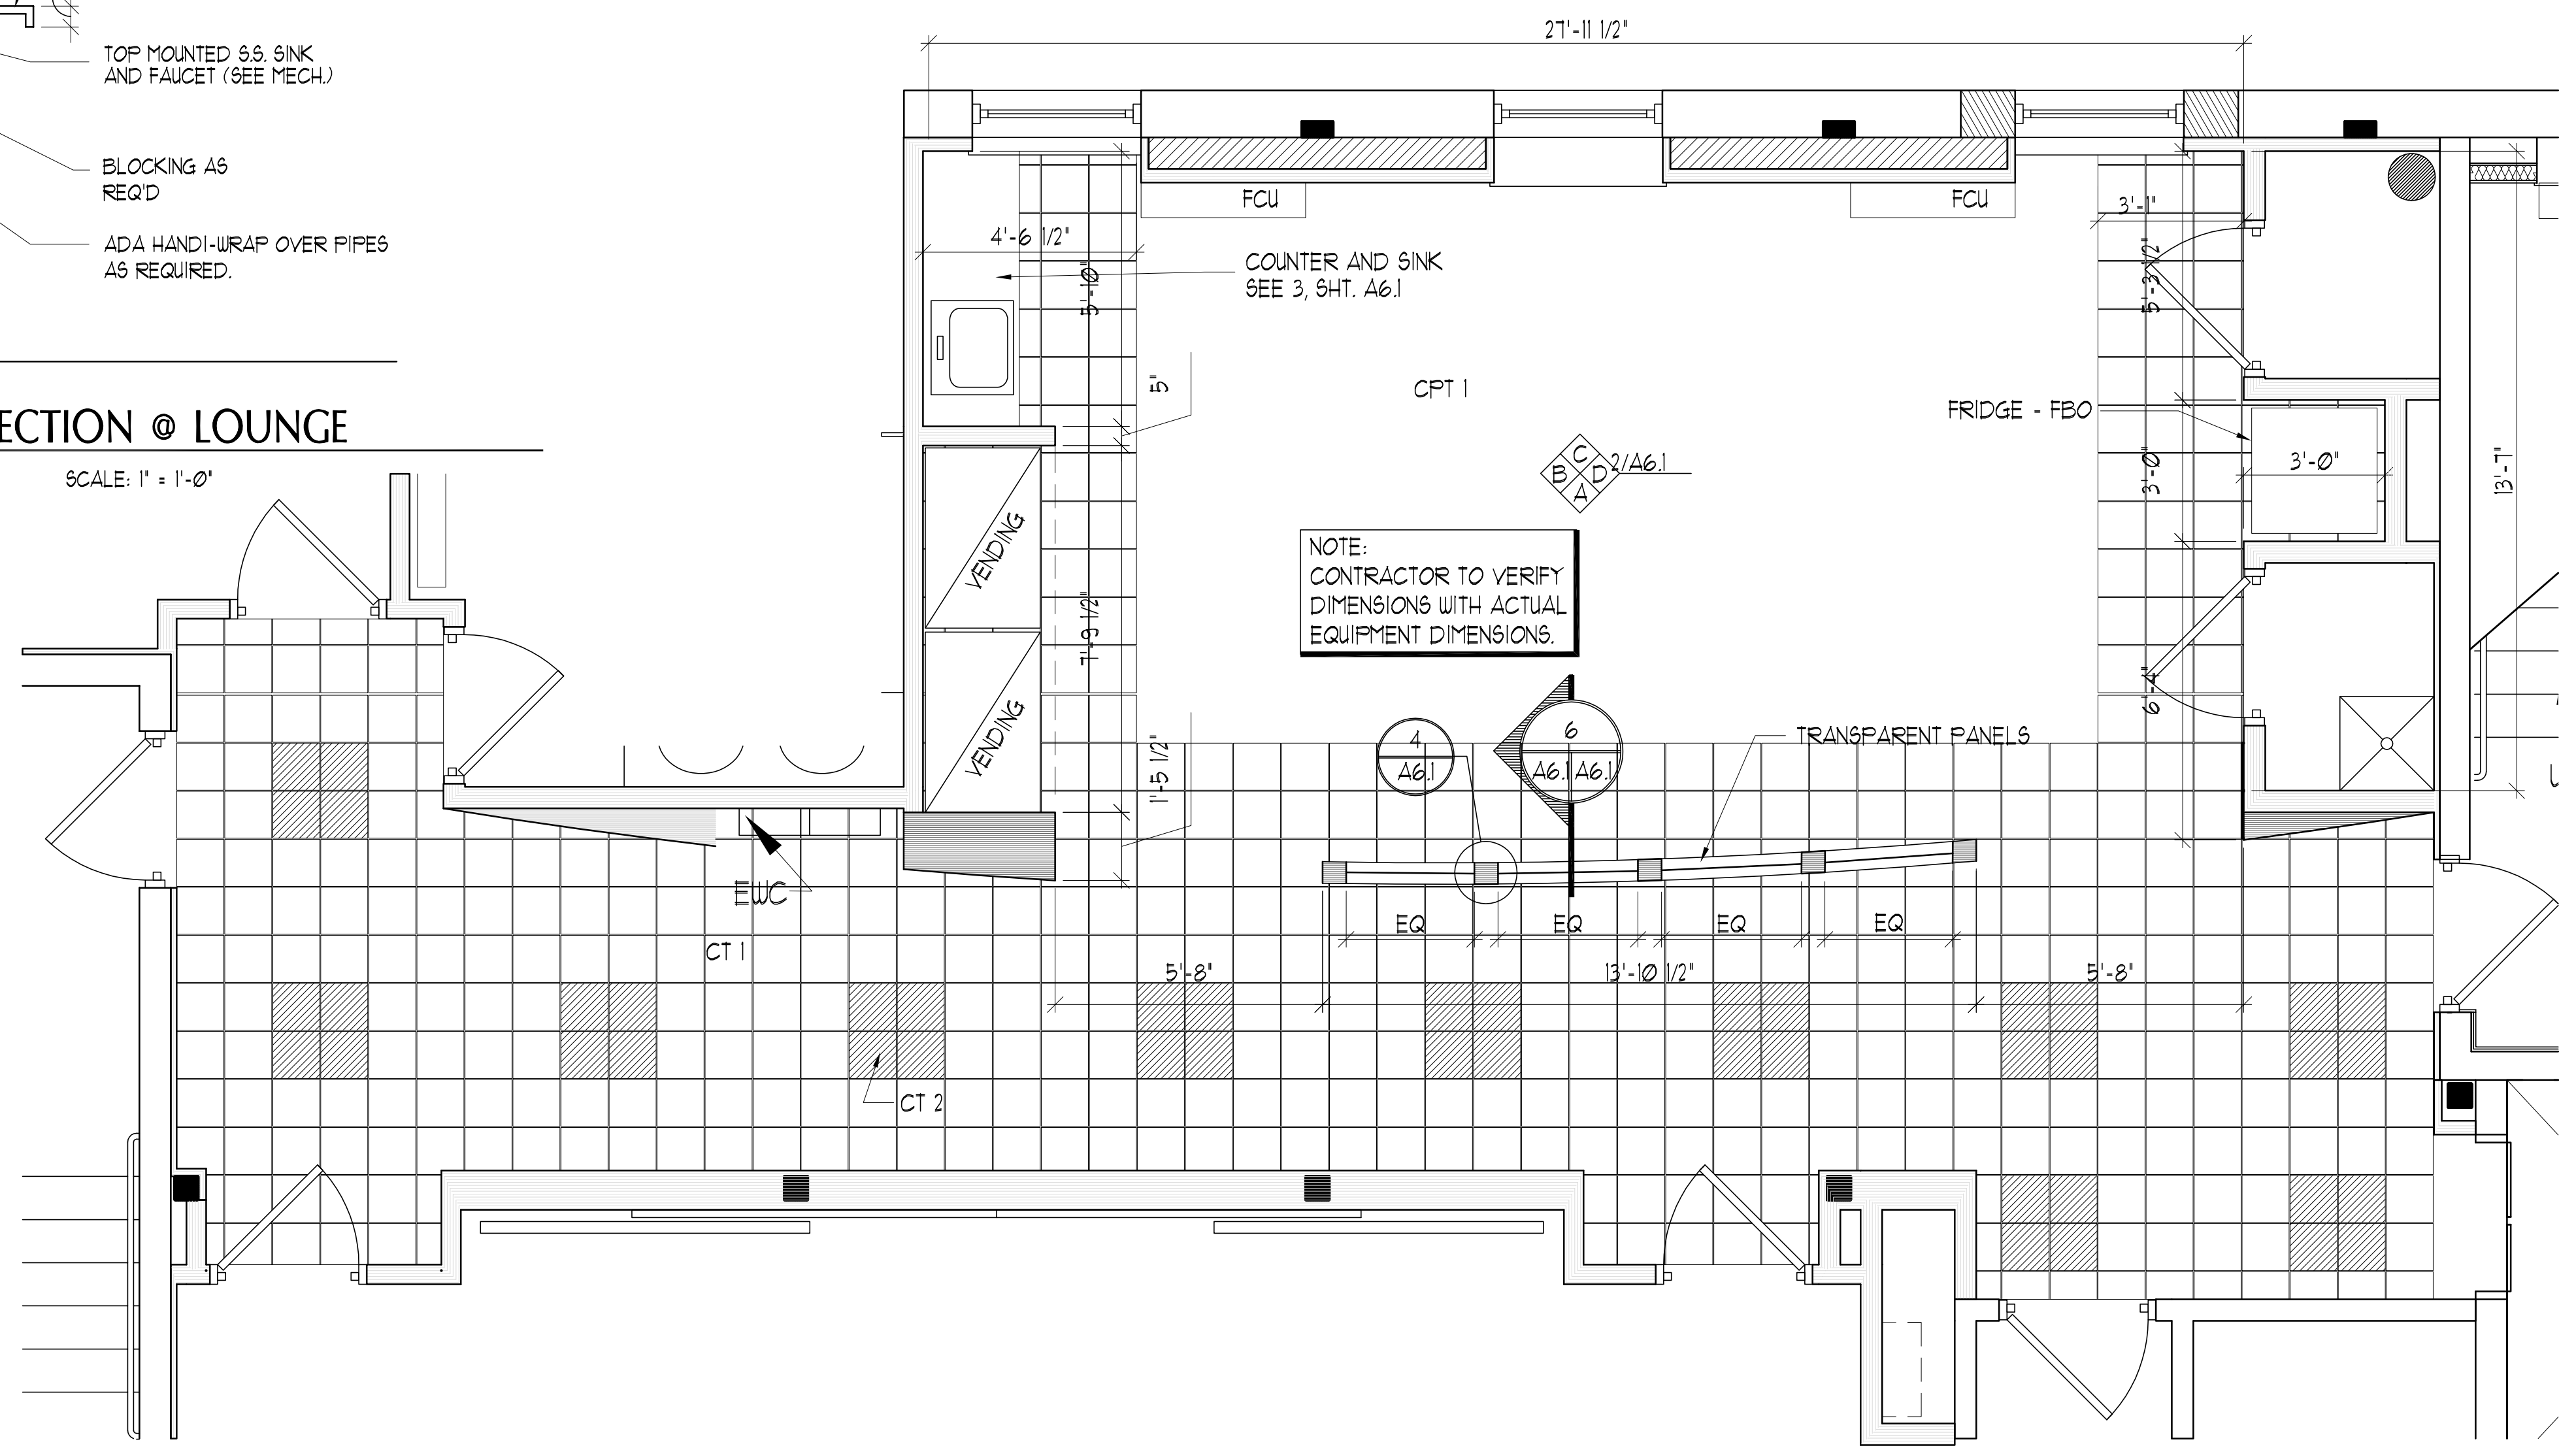 27'-11 1/2"
TOP MOUNTED S.S. SINK
AND FAUCET (SEE MECH.)
BLOCKING AS
REQ'D
ADA HANDI-WRAP OVER PIPES
AS REQUIRED.
ECTION @ LOUNGE
SCALE: 1" = 1'-0"
FCU
FCU
4'-6 1/2"
3'-1"
5'-10"
5'-3 1/2"
COUNTER AND SINK
SEE 3, SHT. A6.1
5"
CPT 1
FRIDGE - FBO
C
B D
A
2/A6.1
3'-0"
3'-0"
13'-7"
VENDING
NOTE:
CONTRACTOR TO VERIFY
DIMENSIONS WITH ACTUAL
EQUIPMENT DIMENSIONS.
7'-9 1/2"
6'-4"
VENDING
1'-5 1/2"
4
A6.1
6
A6.1 A6.1
TRANSPARENT PANELS
EWC
EQ EQ EQ EQ
CT 1
5'-8"
13'-10 1/2"
5'-8"
CT 2